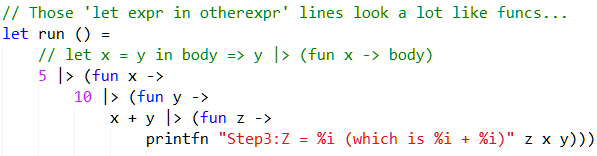 // Those 'let expr in otherexpr' lines look a lot like funcs...
let run () =
    // let x = y in body => y |> (fun x -> body)
    5 |> (fun x ->
        10 |> (fun y ->
            x + y |> (fun z ->
                printfn "Step3:Z = %i (which is %i + %i)" z x y)))